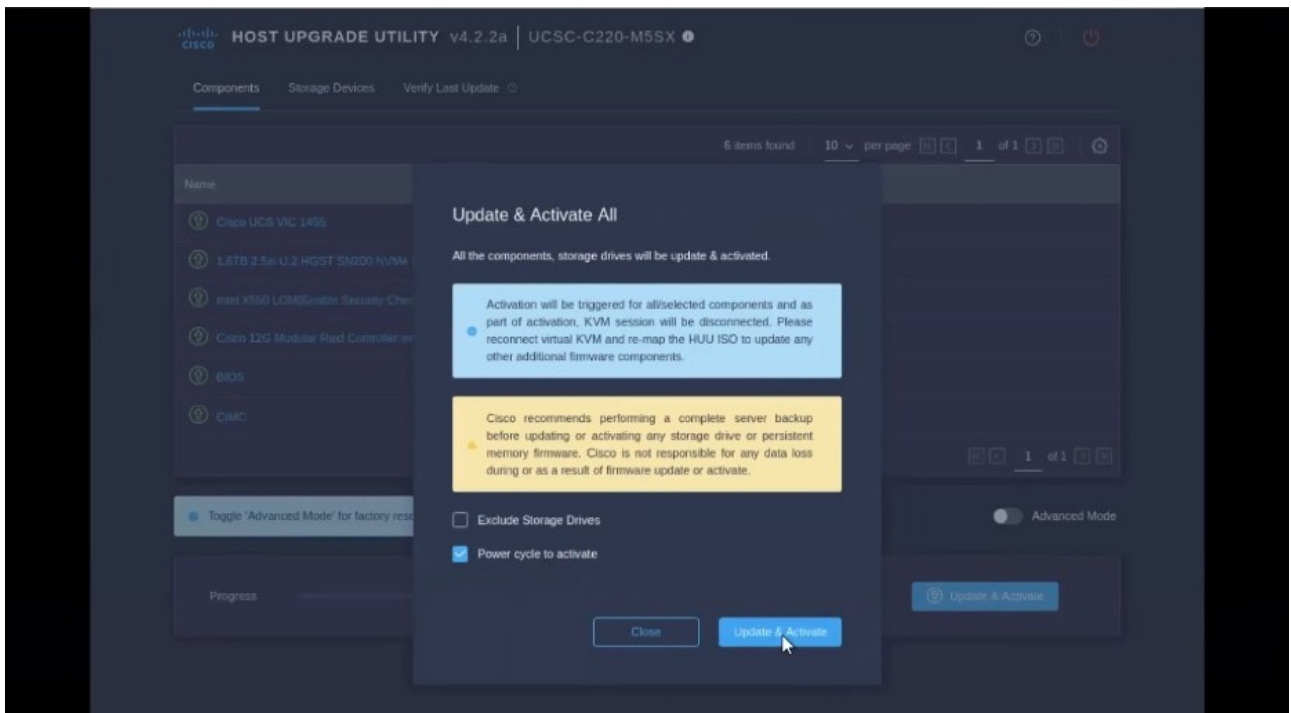 cisco HOST UPGRADE UTILITY v4.2.2a UCSC-C220-M5SX
Components Storage Devices Verify Last Update
6 items found 10 per page 1 of 1
Name
Cisco UCS VIC 1455
1.6TB 2.5in U.2 HGST SN200 NVMe
Intel X550 LOM(Enable Security Chec
Cisco 12G Modular Raid Controller wi
BIOS
CIMC
1 of 1
Toggle 'Advanced Mode' for factory rese
Advanced Mode
Progress
Update & Activate
Update & Activate All
All the components, storage drives will be update & activated.
Activation will be triggered for all/selected components and as
part of activation, KVM session will be disconnected. Please
reconnect virtual KVM and re-map the HUU ISO to update any
other additional firmware components.
Cisco recommends performing a complete server backup
before updating or activating any storage drive or persistent
memory firmware. Cisco is not responsible for any data loss
during or as a result of firmware update or activate.
Exclude Storage Drives
Power cycle to activate
Close Update & Activate